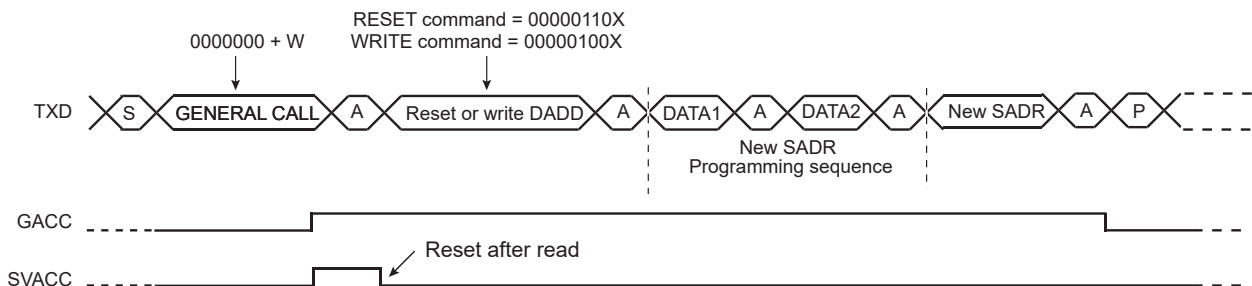 RESET command = 00000110X
0000000 + W WRITE command = 00000100X
TXD S GENERAL CALL A Reset or write DADD A DATA1 A DATA2 A New SADR A P
New SADR
Programming sequence
GACC
Reset after read
SVACC